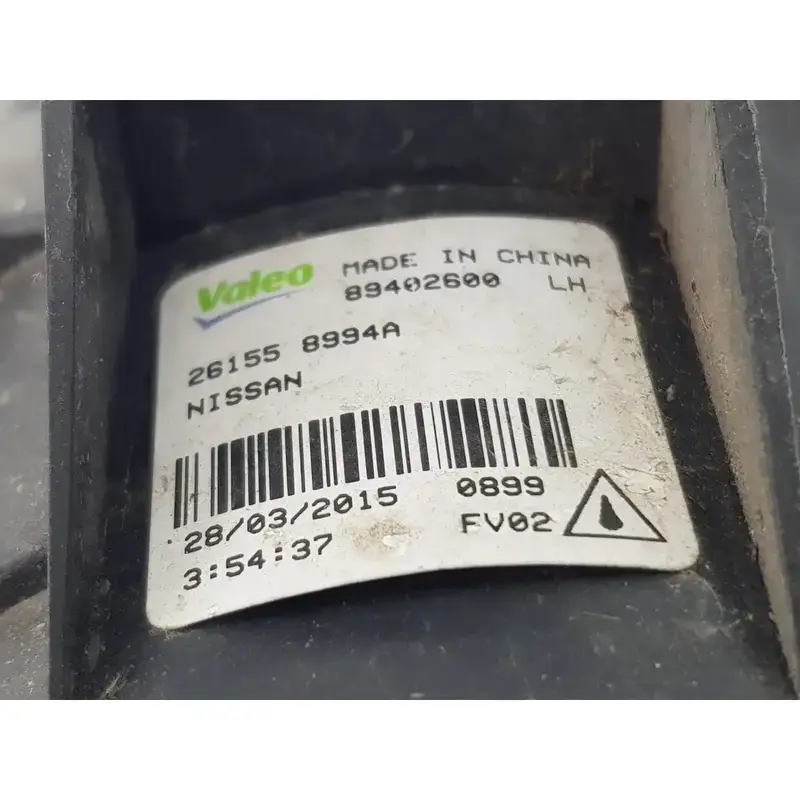 Valeo MADE IN CHINA
89402600 LH
26155 8994A
NISSAN
28/03/2015 0899
3:54:37 FV02